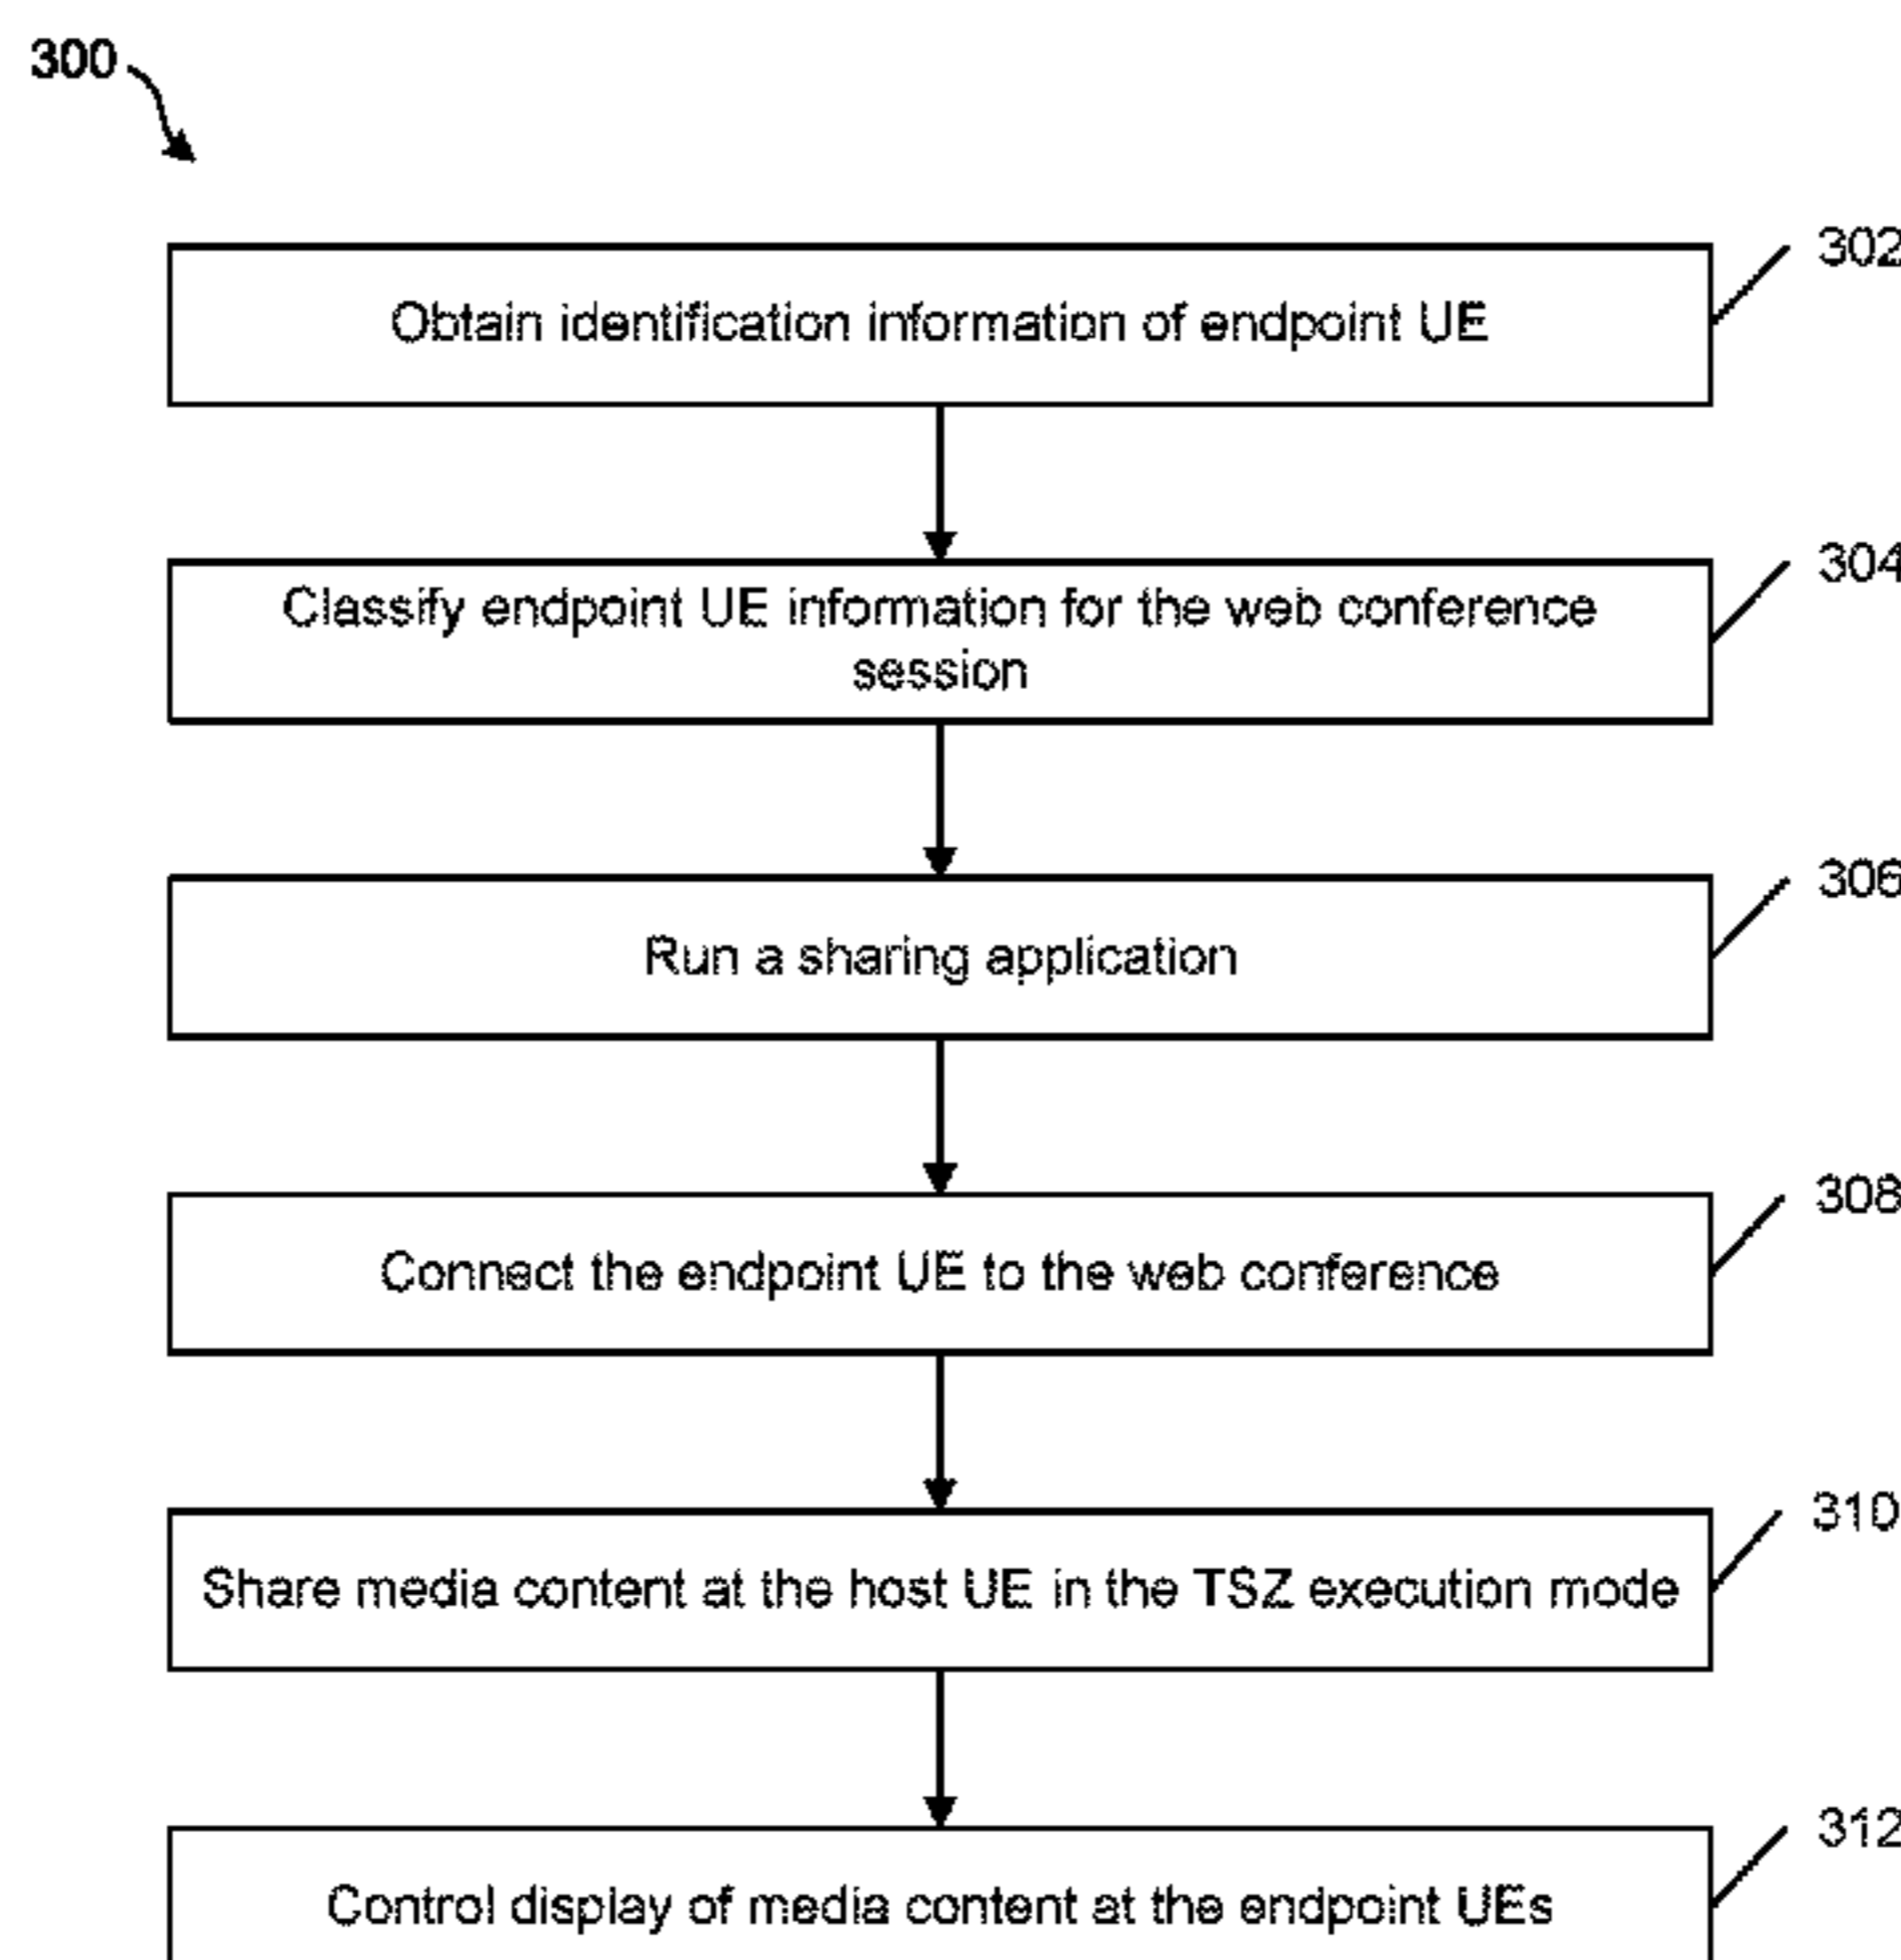 300
302
Obtain identification information of endpoint UE
304
Classify endpoint UE information for the web conference
session
306
Run a sharing application
308
Connect the endpoint UE to the web conference
310
Share media content at the host UE in the TSZ execution mode
312
Control display of media content at the endpoint UEs